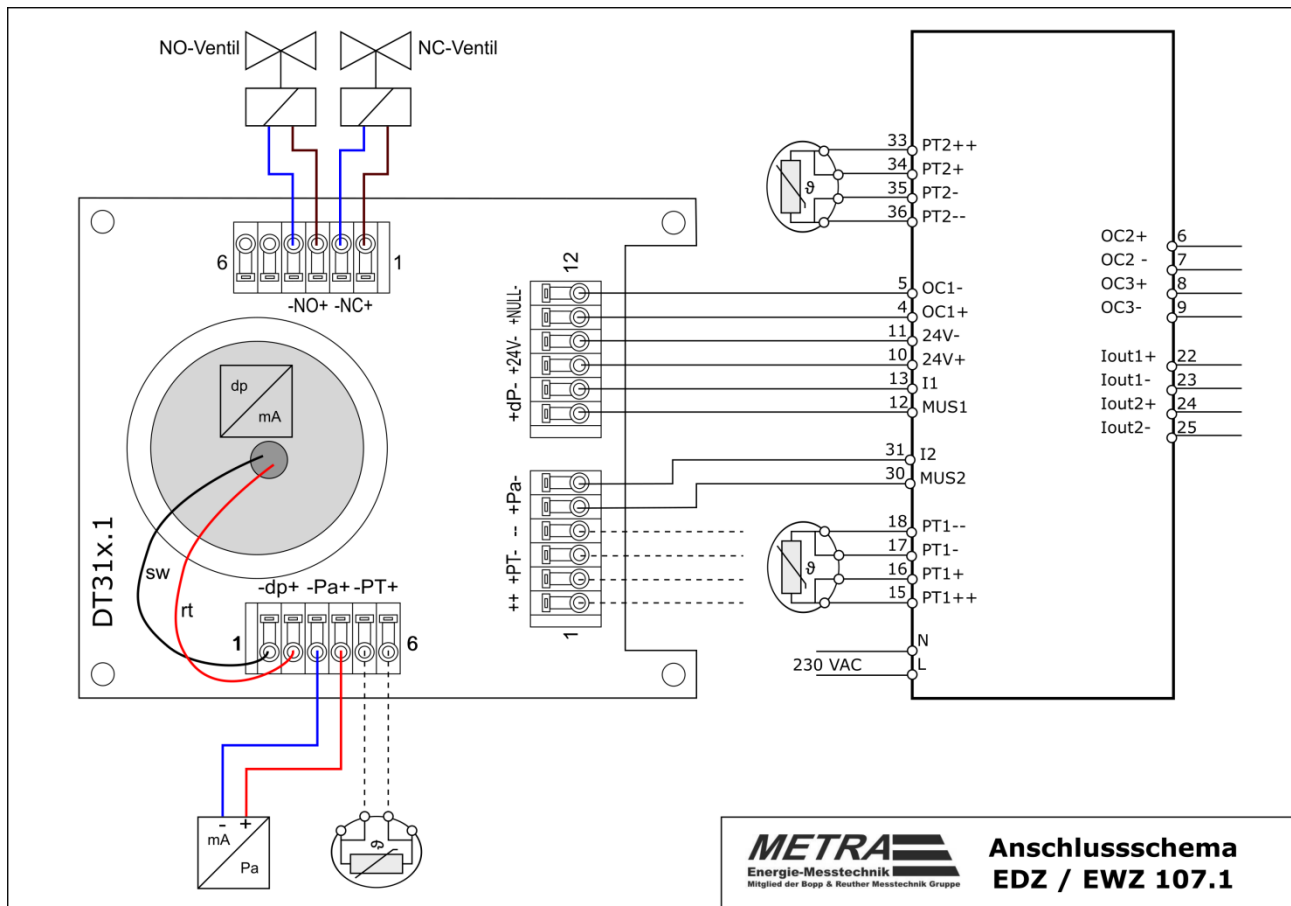 NO-Ventil
NC-Ventil
6
1
-NO+ -NC+
dp
mA
DT31x.1
sw
rt
-dp+ -Pa+ -PT+
1
6
- +
mA
Pa
ϑ
12
+NULL-
+24V-
+dP-
+Pa-
--
+PT-
++
1
ϑ
33 PT2++
34 PT2+
35 PT2-
36 PT2--
5 OC1-
4 OC1+
11 24V-
10 24V+
13 I1
12 MUS1
31 I2
30 MUS2
ϑ
18 PT1--
17 PT1-
16 PT1+
15 PT1++
N
230 VAC L
OC2+ 6
OC2 - 7
OC3+ 8
OC3- 9
Iout1+ 22
Iout1- 23
Iout2+ 24
Iout2- 25
METRA
Energie-Messtechnik
Mitglied der Bopp & Reuther Messtechnik Gruppe
Anschlussschema
EDZ / EWZ 107.1